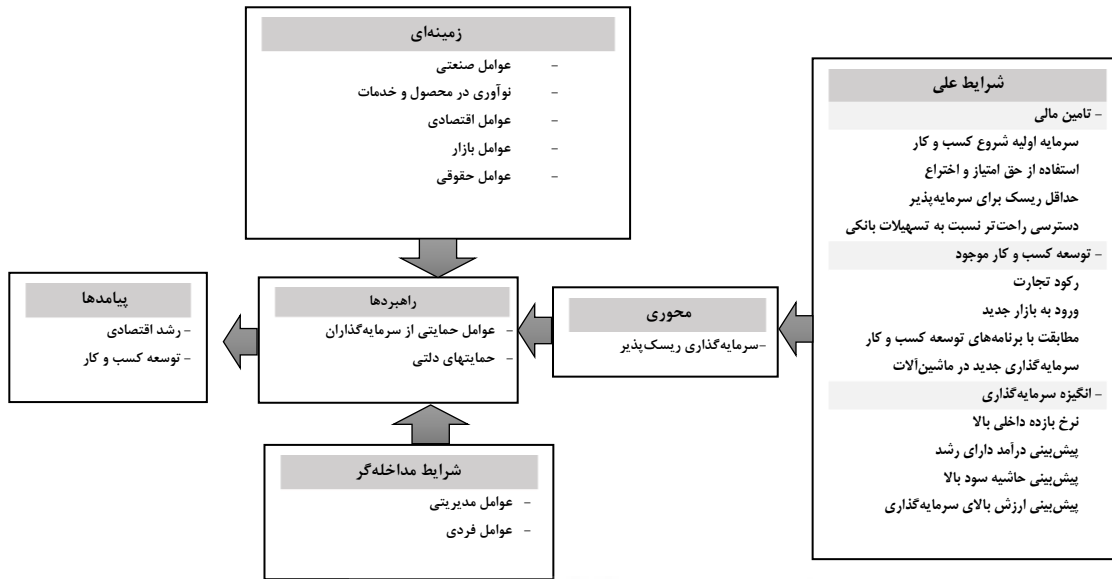 زمینه‌ای
- عوامل صنعتی
- نوآوری در محصول و خدمات
- عوامل اقتصادی
- عوامل بازار
- عوامل حقوقی
شرایط علی
- تامین مالی
سرمایه اولیه شروع کسب و کار
استفاده از حق امتیاز و اختراع
حداقل ریسک برای سرمایه‌پذیر
دسترسی راحت‌تر نسبت به تسهیلات بانکی
- توسعه کسب و کار موجود
رکود تجارت
ورود به بازار جدید
مطابقت با برنامه‌های توسعه کسب و کار
سرمایه‌گذاری جدید در ماشین‌آلات
- انگیزه سرمایه‌گذاری
نرخ بازده داخلی بالا
پیش‌بینی درآمد دارای رشد
پیش‌بینی حاشیه سود بالا
پیش‌بینی ارزش بالای سرمایه‌گذاری
محوری
- سرمایه‌گذاری ریسک‌پذیر
راهبردها
- عوامل حمایتی از سرمایه‌گذاران
- حمایتهای دلتی
پیامدها
- رشد اقتصادی
- توسعه کسب و کار
شرایط مداخله‌گر
- عوامل مدیریتی
- عوامل فردی